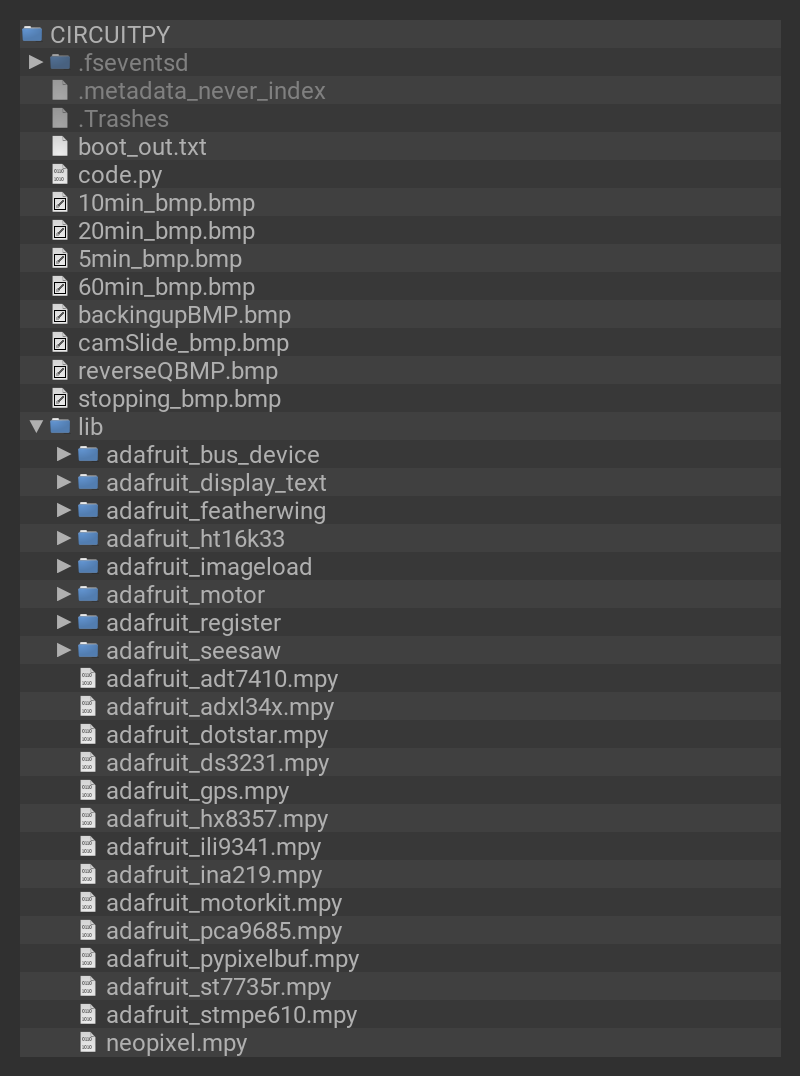 CIRCUITPY
.fseventsd
.metadata_never_index
.Trashes
boot_out.txt
code.py
10min_bmp.bmp
20min_bmp.bmp
5min_bmp.bmp
60min_bmp.bmp
backingupBMP.bmp
camSlide_bmp.bmp
reverseQBMP.bmp
stopping_bmp.bmp
lib
adafruit_bus_device
adafruit_display_text
adafruit_featherwing
adafruit_ht16k33
adafruit_imageload
adafruit_motor
adafruit_register
adafruit_seesaw
adafruit_adt7410.mpy
adafruit_adxl34x.mpy
adafruit_dotstar.mpy
adafruit_ds3231.mpy
adafruit_gps.mpy
adafruit_hx8357.mpy
adafruit_ili9341.mpy
adafruit_ina219.mpy
adafruit_motorkit.mpy
adafruit_pca9685.mpy
adafruit_pypixelbuf.mpy
adafruit_st7735r.mpy
adafruit_stmpe610.mpy
neopixel.mpy